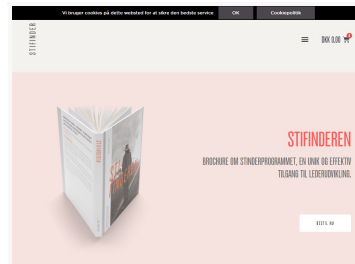 Vi bruger cookies på dette websted for at sikre den bedste service
OK
Cookiepolitik
STIFINDER
DKK 0,00
STIFINDEREN
BROCHURE OM STINDERPROGRAMMET, EN UNIK OG EFFEKTIV
TILGANG TIL LEDERUDVIKLING.
BESTIL NU